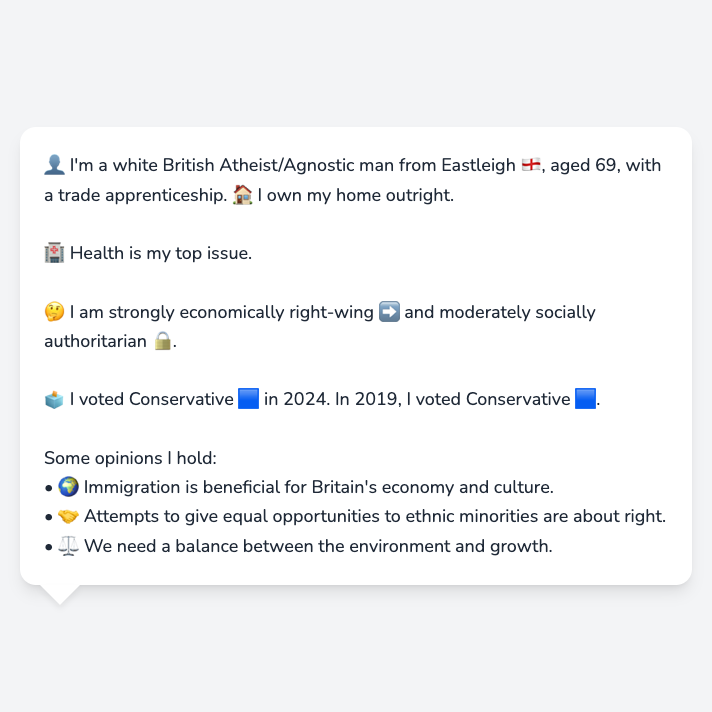 👤 I'm a white British Atheist/Agnostic man from Eastleigh 🏴󠁧󠁢󠁥󠁮󠁧󠁿, aged 69, with
a trade apprenticeship. 🏠 I own my home outright.
🏥 Health is my top issue.
🤔 I am strongly economically right-wing ➡️ and moderately socially
authoritarian 🔒.
🗳️ I voted Conservative 🟦 in 2024. In 2019, I voted Conservative 🟦.
Some opinions I hold:
• 🌍 Immigration is beneficial for Britain's economy and culture.
• 🤝 Attempts to give equal opportunities to ethnic minorities are about right.
• ⚖️ We need a balance between the environment and growth.